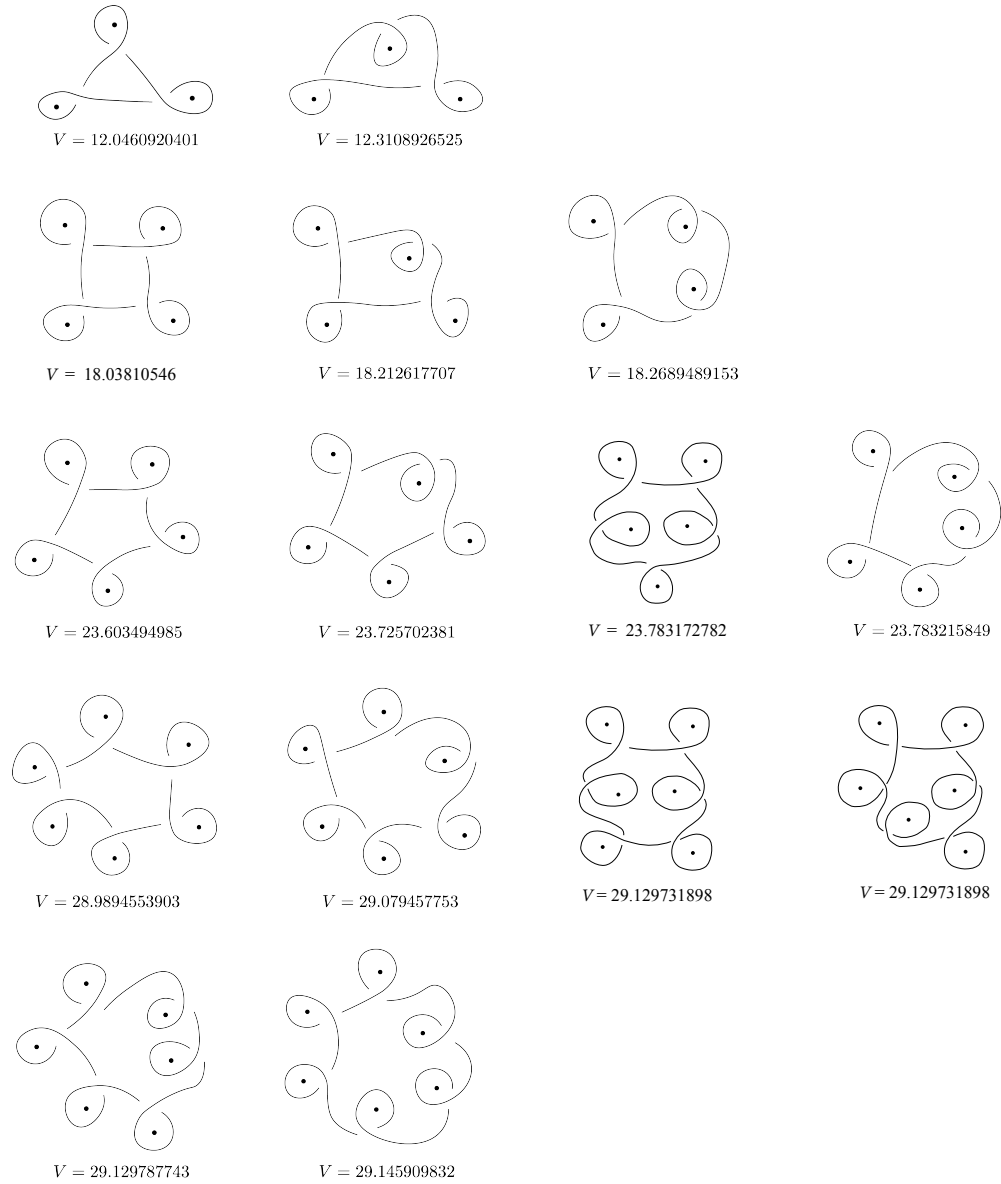 V = 12.0460920401
V = 12.3108926525
V = 18.03810546
V = 18.212617707
V = 18.2689489153
V = 23.603494985
V = 23.725702381
V = 23.783172782
V = 23.783215849
V = 28.9894553903
V = 29.079457753
V = 29.129731898
V = 29.129731898
V = 29.129787743
V = 29.145909832